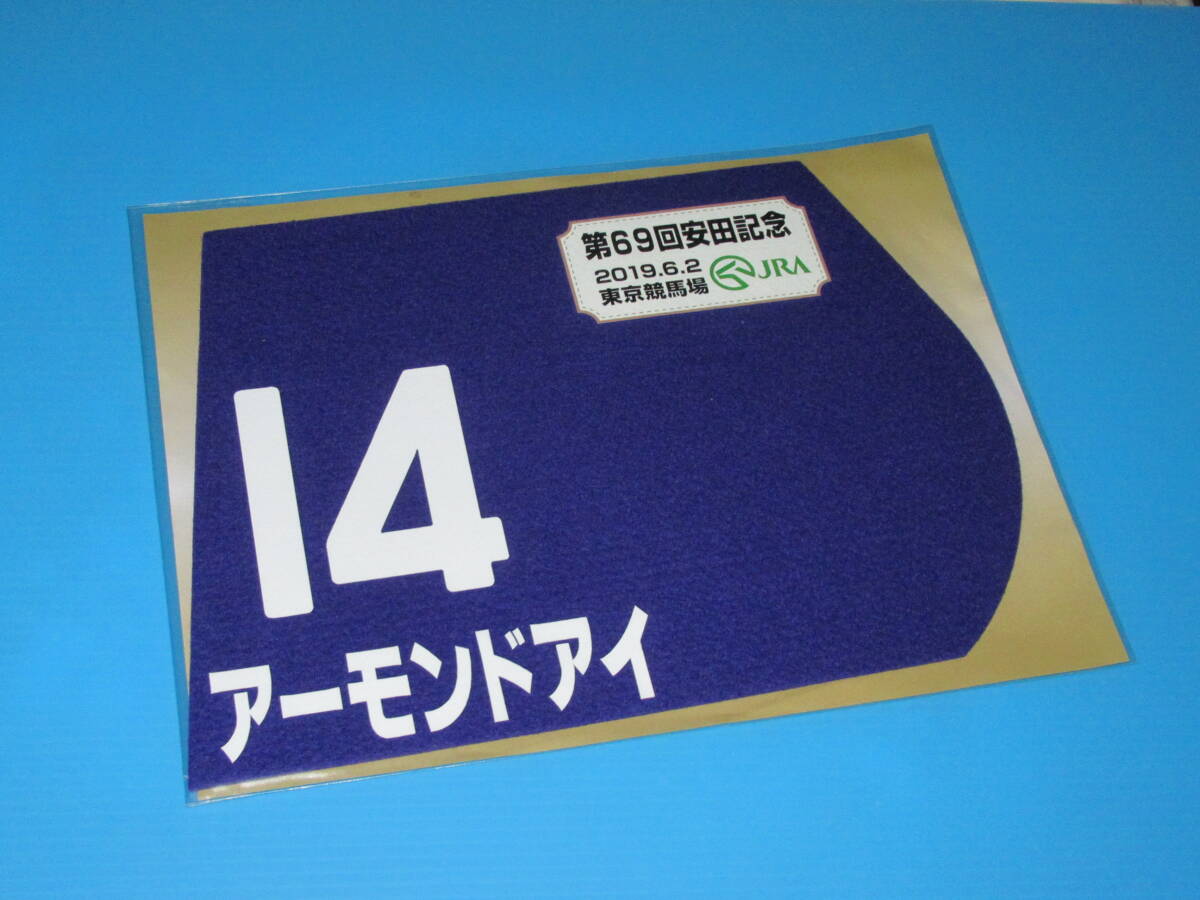 第69回安田記念
2019.6.2
東京競馬場
JRA
14
アーモンドアイ